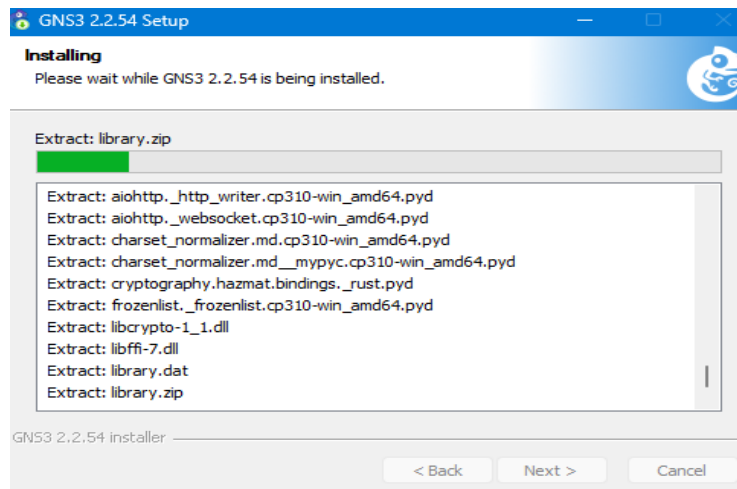 GNS3 2.2.54 Setup
Installing
Please wait while GNS3 2.2.54 is being installed.
Extract: library.zip
Extract: aiohttp._http_writer.cp310-win_amd64.pyd
Extract: aiohttp._websocket.cp310-win_amd64.pyd
Extract: charset_normalizer.md.cp310-win_amd64.pyd
Extract: charset_normalizer.md__mypyc.cp310-win_amd64.pyd
Extract: cryptography.hazmat.bindings._rust.pyd
Extract: frozenlist._frozenlist.cp310-win_amd64.pyd
Extract: libcrypto-1_1.dll
Extract: libffi-7.dll
Extract: library.dat
Extract: library.zip
GNS3 2.2.54 installer
< Back Next > Cancel